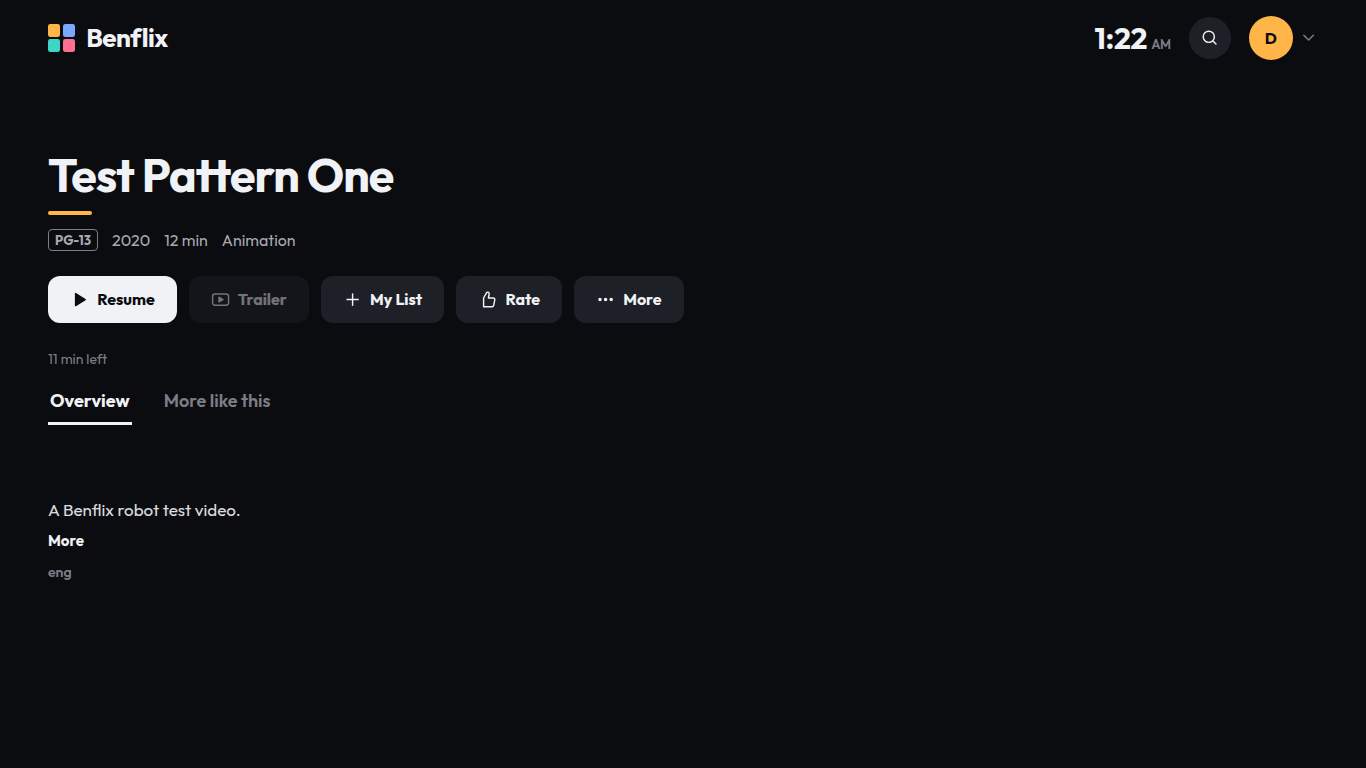 Benflix
1:22 AM
D
Test Pattern One
PG-13 2020 12 min Animation
Resume Trailer My List Rate More
11 min left
Overview More like this
A Benflix robot test video.
More
eng